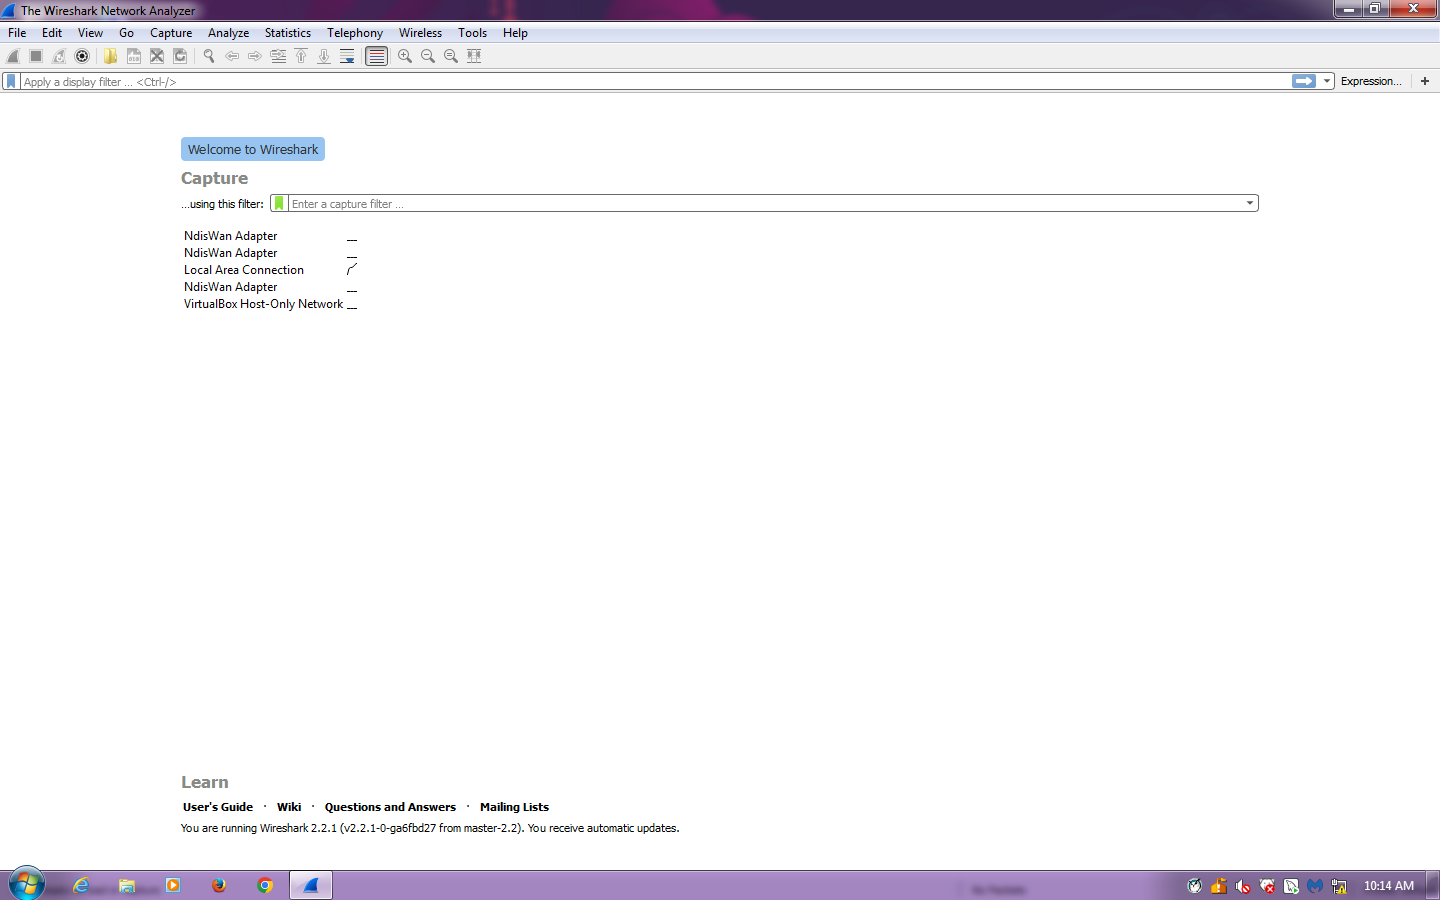 The Wireshark Network Analyzer
File Edit View Go Capture Analyze Statistics Telephony Wireless Tools Help
Apply a display filter ... <Ctrl-/> Expression... +
Welcome to Wireshark
Capture
...using this filter: Enter a capture filter ...
NdisWan Adapter
NdisWan Adapter
Local Area Connection
NdisWan Adapter
VirtualBox Host-Only Network
Learn
User's Guide · Wiki · Questions and Answers · Mailing Lists
You are running Wireshark 2.2.1 (v2.2.1-0-ga6fbd27 from master-2.2). You receive automatic updates.
No Packets
10:14 AM